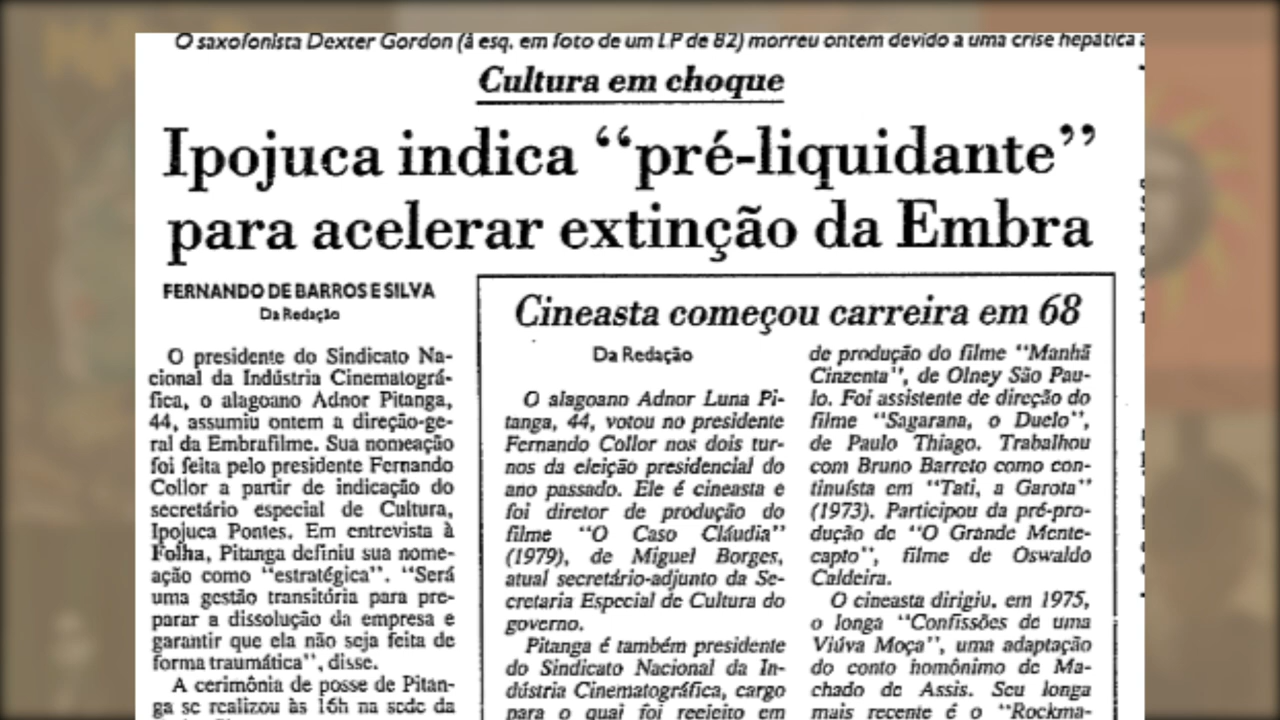 O saxofonista Dexter Gordon (à esq. em foto de um LP de 82) morreu ontem devido a uma crise hepática
Cultura em choque
Ipojuca indica “pré-liquidante”
para acelerar extinção da Embra
FERNANDO DE BARROS E SILVA
Da Redação
O presidente do Sindicato Na-
cional da Indústria Cinematográ-
fica, o alagoano Adnor Pitanga,
44, assumiu ontem a direção-ge-
ral da Embrafilme. Sua nomeação
foi feita pelo presidente Fernando
Collor a partir de indicação do
secretário especial de Cultura,
Ipojuca Pontes. Em entrevista à
Folha, Pitanga definiu sua nome-
ação como “estratégica”. “Será
uma gestão transitória para pre-
parar a dissolução da empresa e
garantir que ela não seja feita de
forma traumática”, disse.
A cerimônia de posse de Pitan-
ga se realizou às 16h na sede da
Cineasta começou carreira em 68
Da Redação
O alagoano Adnor Luna Pi-
tanga, 44, votou no presidente
Fernando Collor nos dois tur-
nos da eleição presidencial do
ano passado. Ele é cineasta e
foi diretor de produção do
filme “O Caso Cláudia”
(1979), de Miguel Borges,
atual secretário-adjunto da Se-
cretaria Especial de Cultura do
governo.
Pitanga é também presidente
do Sindicato Nacional da In-
dústria Cinematográfica, cargo
para o qual foi reeleito em
de produção do filme “Manhã
Cinzenta”, de Olney São Pau-
lo. Foi assistente de direção do
filme “Sagarana, o Duelo”,
de Paulo Thiago. Trabalhou
com Bruno Barreto como con-
tinuísta em “Tati, a Garota”
(1973). Participou da pré-pro-
dução de “O Grande Mente-
capto”, filme de Oswaldo
Caldeira.
O cineasta dirigiu, em 1975,
o longa “Confissões de uma
Viúva Moça”, uma adaptação
do conto homônimo de Ma-
chado de Assis. Seu longa
mais recente é o “Rockma-